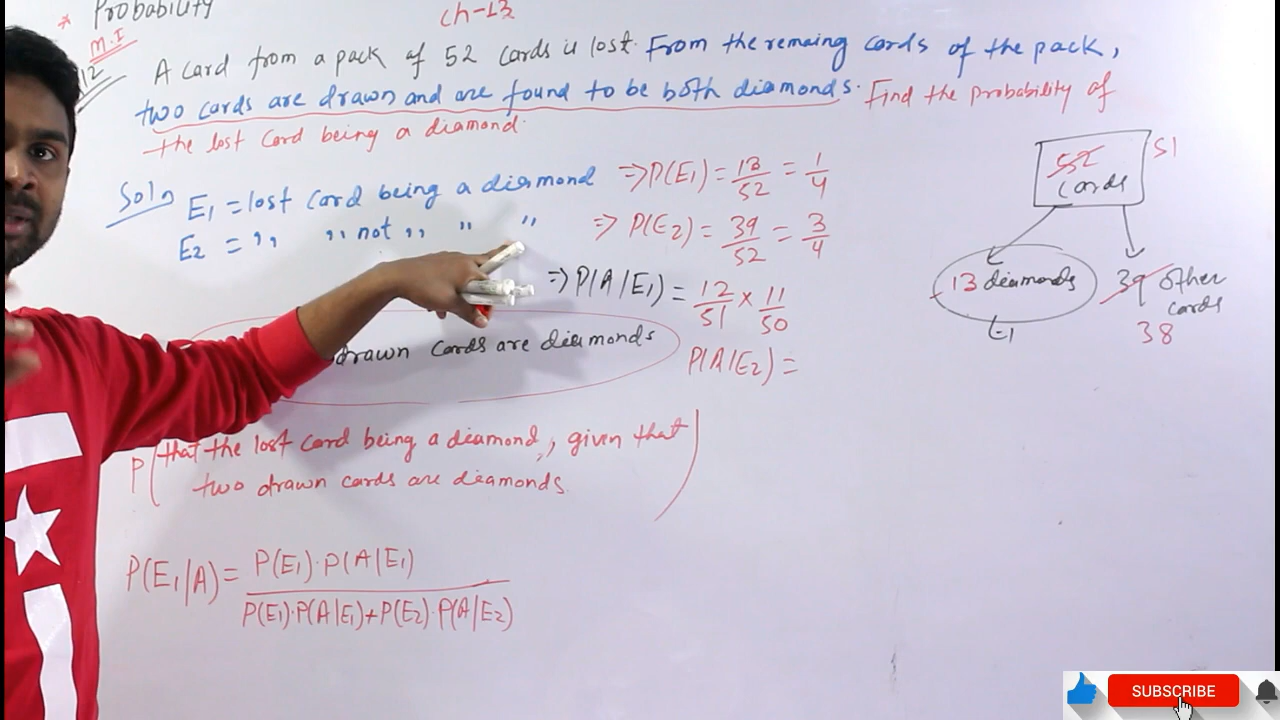 * Probability
ch-13
M.I
12
A card from a pack of 52 cards is lost. From the remaing cards of the pack,
two cards are drawn and are found to be both diamonds. Find the probability of
the lost card being a diamond.
Soln E1 = lost card being a diamond ⇒ P(E1) = 13/52 = 1/4
E2 = ,, ,, not ,, ,, ,, ⇒ P(E2) = 39/52 = 3/4
⇒ P(A|E1) = 12/51 × 11/50
drawn cards are diamonds
P(A|E2) =
P(that the lost card being a diamond, given that
two drawn cards are diamonds.)
P(E1|A) = P(E1)·P(A|E1)
P(E1)·P(A|E1)+P(E2)·P(A|E2)
52 51
cards
13 diamonds 39 other
cards
E1 38
SUBSCRIBE